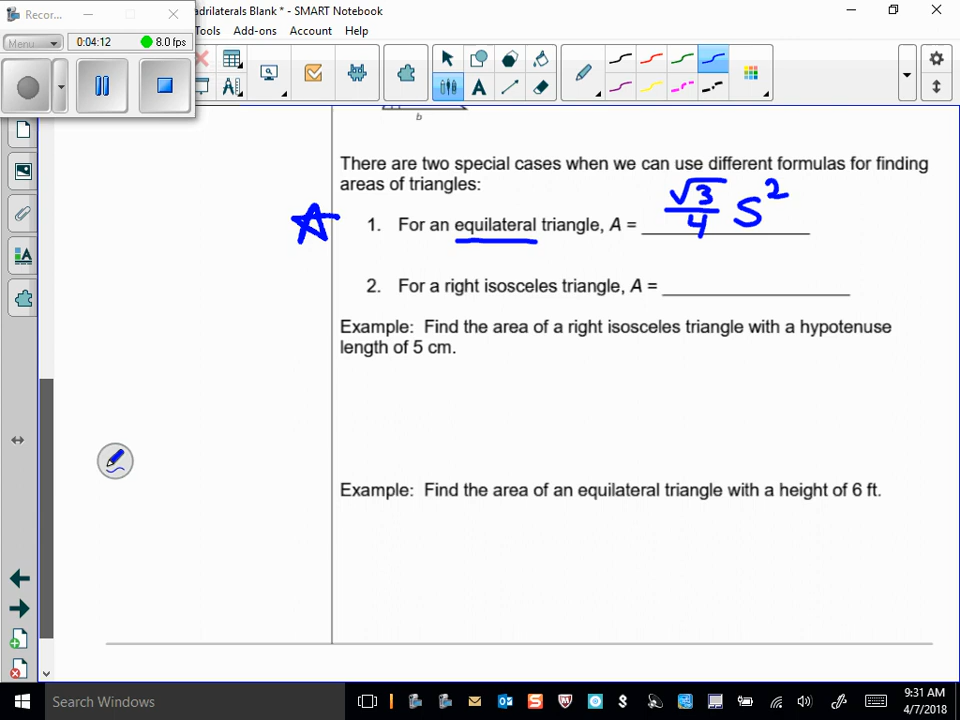 Recor...
adrilaterals Blank * - SMART Notebook
Menu
0:04:12
8.0 fps
Tools Add-ons Account Help
b
There are two special cases when we can use different formulas for finding
areas of triangles:
1. For an equilateral triangle, A = √3/4 S²
2. For a right isosceles triangle, A = ____________________
Example: Find the area of a right isosceles triangle with a hypotenuse
length of 5 cm.
Example: Find the area of an equilateral triangle with a height of 6 ft.
Search Windows
9:31 AM
4/7/2018